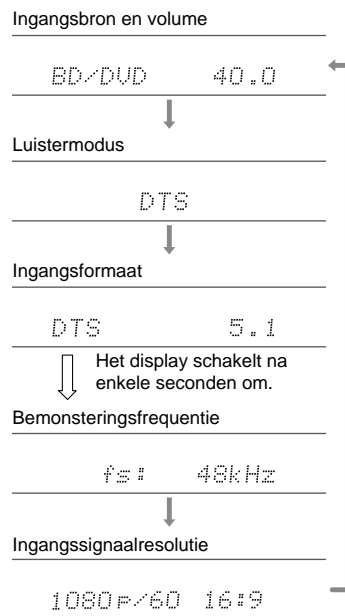 Ingangsbron en volume
BD/DVD 40.0
Luistermodus
DTS
Ingangsformaat
DTS 5.1
Het display schakelt na
enkele seconden om.
Bemonsteringsfrequentie
fs: 48kHz
Ingangssignaalresolutie
1080p/60 16:9